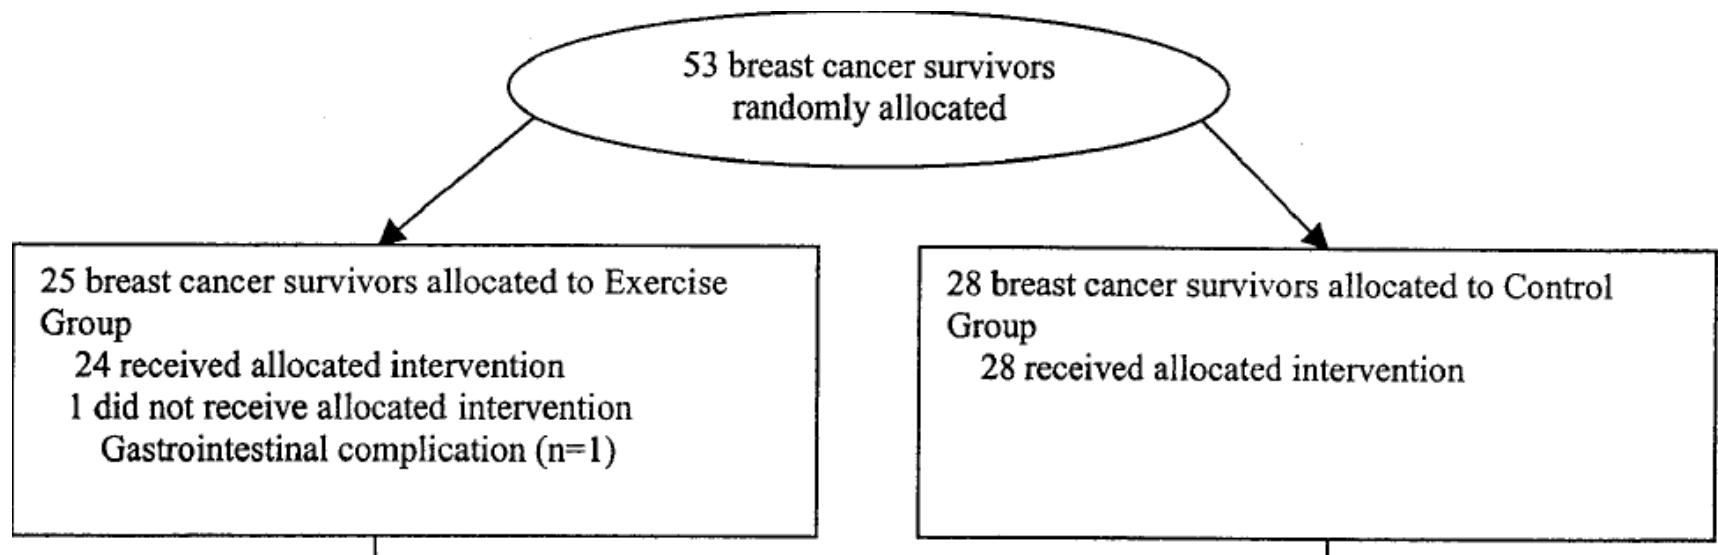 53 breast cancer survivors
randomly allocated
25 breast cancer survivors allocated to Exercise
Group
24 received allocated intervention
1 did not receive allocated intervention
Gastrointestinal complication (n=1)
28 breast cancer survivors allocated to Control
Group
28 received allocated intervention